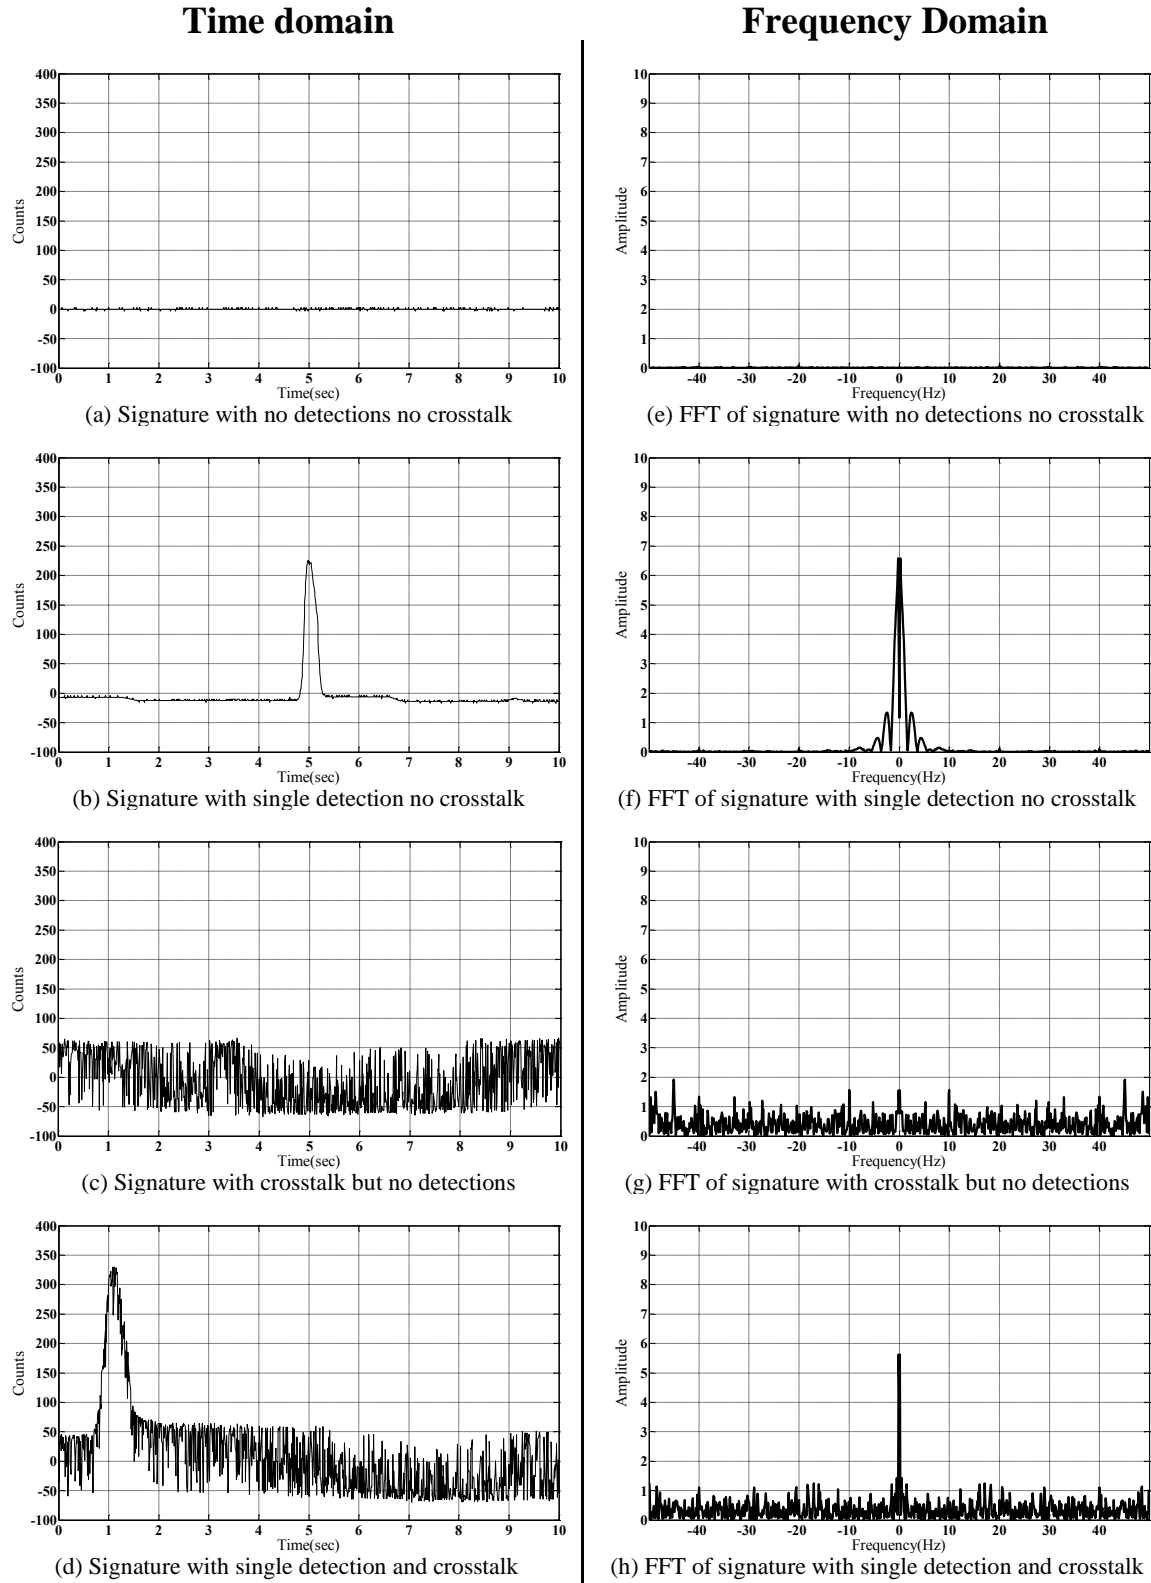 Time domain
Frequency Domain
400
350
300
250
200
150
100
50
0
-50
-100
Counts
0 1 2 3 4 5 6 7 8 9 10
Time(sec)
(a) Signature with no detections no crosstalk
10
9
8
7
6
5
4
3
2
1
0
Amplitude
-40 -30 -20 -10 0 10 20 30 40
Frequency(Hz)
(e) FFT of signature with no detections no crosstalk
400
350
300
250
200
150
100
50
0
-50
-100
Counts
0 1 2 3 4 5 6 7 8 9 10
Time(sec)
(b) Signature with single detection no crosstalk
10
9
8
7
6
5
4
3
2
1
0
Amplitude
-40 -30 -20 -10 0 10 20 30 40
Frequency(Hz)
(f) FFT of signature with single detection no crosstalk
400
350
300
250
200
150
100
50
0
-50
-100
Counts
0 1 2 3 4 5 6 7 8 9 10
Time(sec)
(c) Signature with crosstalk but no detections
10
9
8
7
6
5
4
3
2
1
0
Amplitude
-40 -30 -20 -10 0 10 20 30 40
Frequency(Hz)
(g) FFT of signature with crosstalk but no detections
400
350
300
250
200
150
100
50
0
-50
-100
Counts
0 1 2 3 4 5 6 7 8 9 10
Time(sec)
(d) Signature with single detection and crosstalk
10
9
8
7
6
5
4
3
2
1
0
Amplitude
-40 -30 -20 -10 0 10 20 30 40
Frequency(Hz)
(h) FFT of signature with single detection and crosstalk